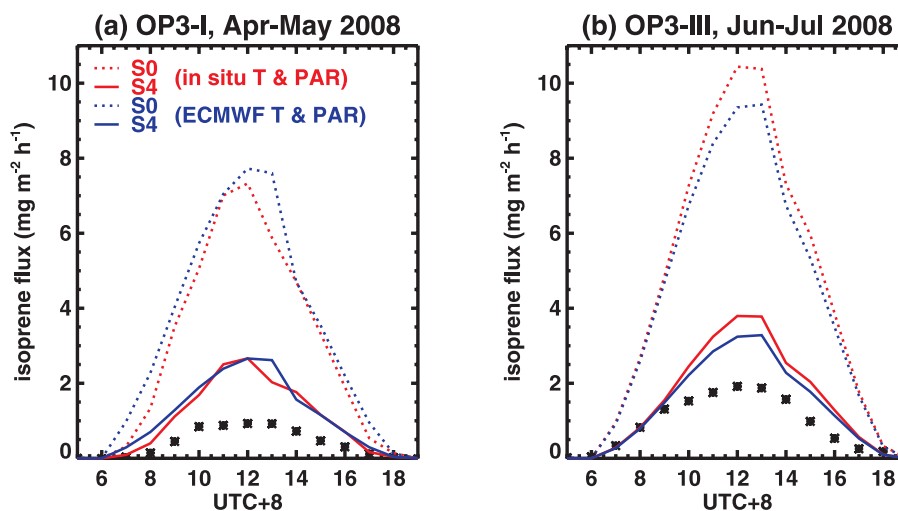 (a) OP3-I, Apr-May 2008
(b) OP3-III, Jun-Jul 2008
S0
S4 (in situ T & PAR)
S0
S4 (ECMWF T & PAR)
isoprene flux (mg m⁻² h⁻¹)
10
8
6
4
2
0
6 8 10 12 14 16 18
UTC+8
isoprene flux (mg m⁻² h⁻¹)
10
8
6
4
2
0
6 8 10 12 14 16 18
UTC+8